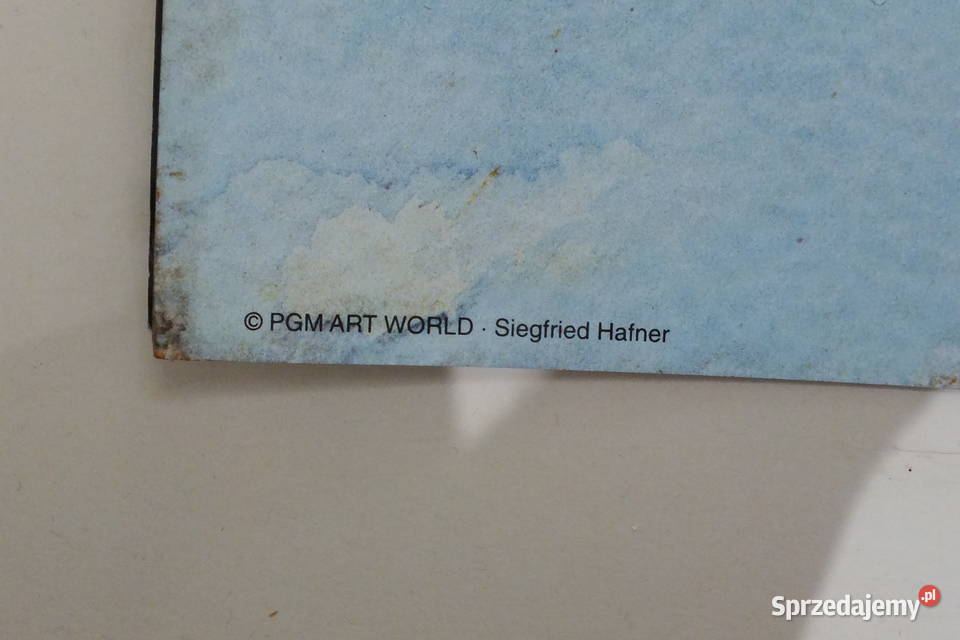 © PGM ART WORLD · Siegfried Hafner
Sprzedajemy.pl